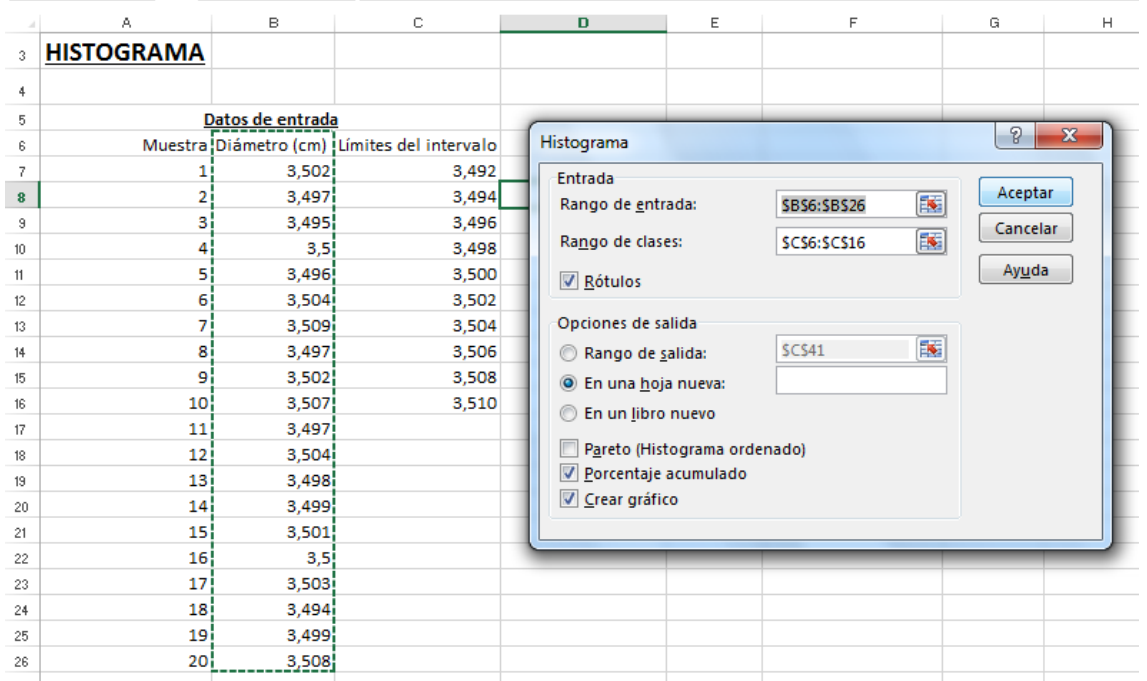 A B C D E F G H
3 HISTOGRAMA
4
5 Datos de entrada
6 Muestra Diámetro (cm) Límites del intervalo
7 1 3,502 3,492
8 2 3,497 3,494
9 3 3,495 3,496
10 4 3,5 3,498
11 5 3,496 3,500
12 6 3,504 3,502
13 7 3,509 3,504
14 8 3,497 3,506
15 9 3,502 3,508
16 10 3,507 3,510
17 11 3,497
18 12 3,504
19 13 3,498
20 14 3,499
21 15 3,501
22 16 3,5
23 17 3,503
24 18 3,494
25 19 3,499
26 20 3,508
Histograma ? X
Entrada
Rango de entrada: $B$6:$B$26
Rango de clases: $C$6:$C$16
Rótulos
Aceptar
Cancelar
Ayuda
Opciones de salida
Rango de salida: $C$41
En una hoja nueva:
En un libro nuevo
Pareto (Histograma ordenado)
Porcentaje acumulado
Crear gráfico